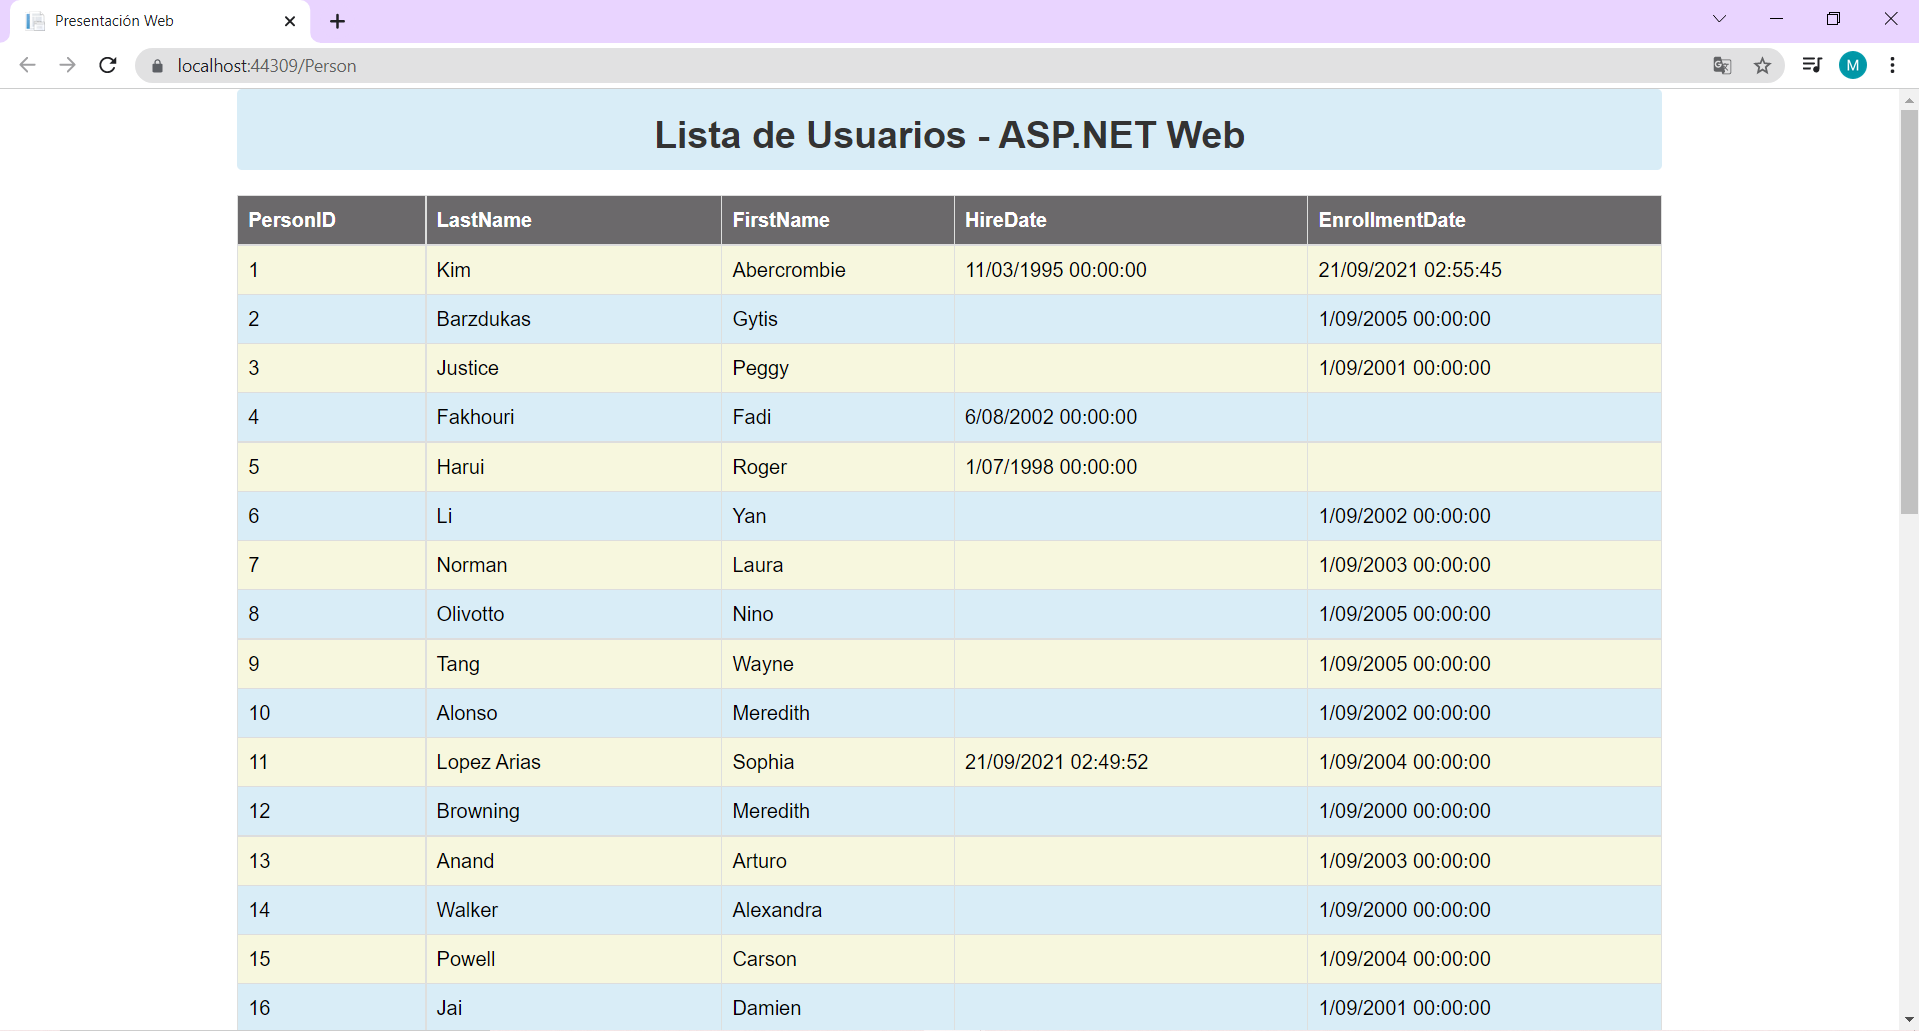 Presentación Web
localhost:44309/Person
M
Lista de Usuarios - ASP.NET Web
PersonID LastName FirstName HireDate EnrollmentDate
1 Kim Abercrombie 11/03/1995 00:00:00 21/09/2021 02:55:45
2 Barzdukas Gytis 1/09/2005 00:00:00
3 Justice Peggy 1/09/2001 00:00:00
4 Fakhouri Fadi 6/08/2002 00:00:00
5 Harui Roger 1/07/1998 00:00:00
6 Li Yan 1/09/2002 00:00:00
7 Norman Laura 1/09/2003 00:00:00
8 Olivotto Nino 1/09/2005 00:00:00
9 Tang Wayne 1/09/2005 00:00:00
10 Alonso Meredith 1/09/2002 00:00:00
11 Lopez Arias Sophia 21/09/2021 02:49:52 1/09/2004 00:00:00
12 Browning Meredith 1/09/2000 00:00:00
13 Anand Arturo 1/09/2003 00:00:00
14 Walker Alexandra 1/09/2000 00:00:00
15 Powell Carson 1/09/2004 00:00:00
16 Jai Damien 1/09/2001 00:00:00